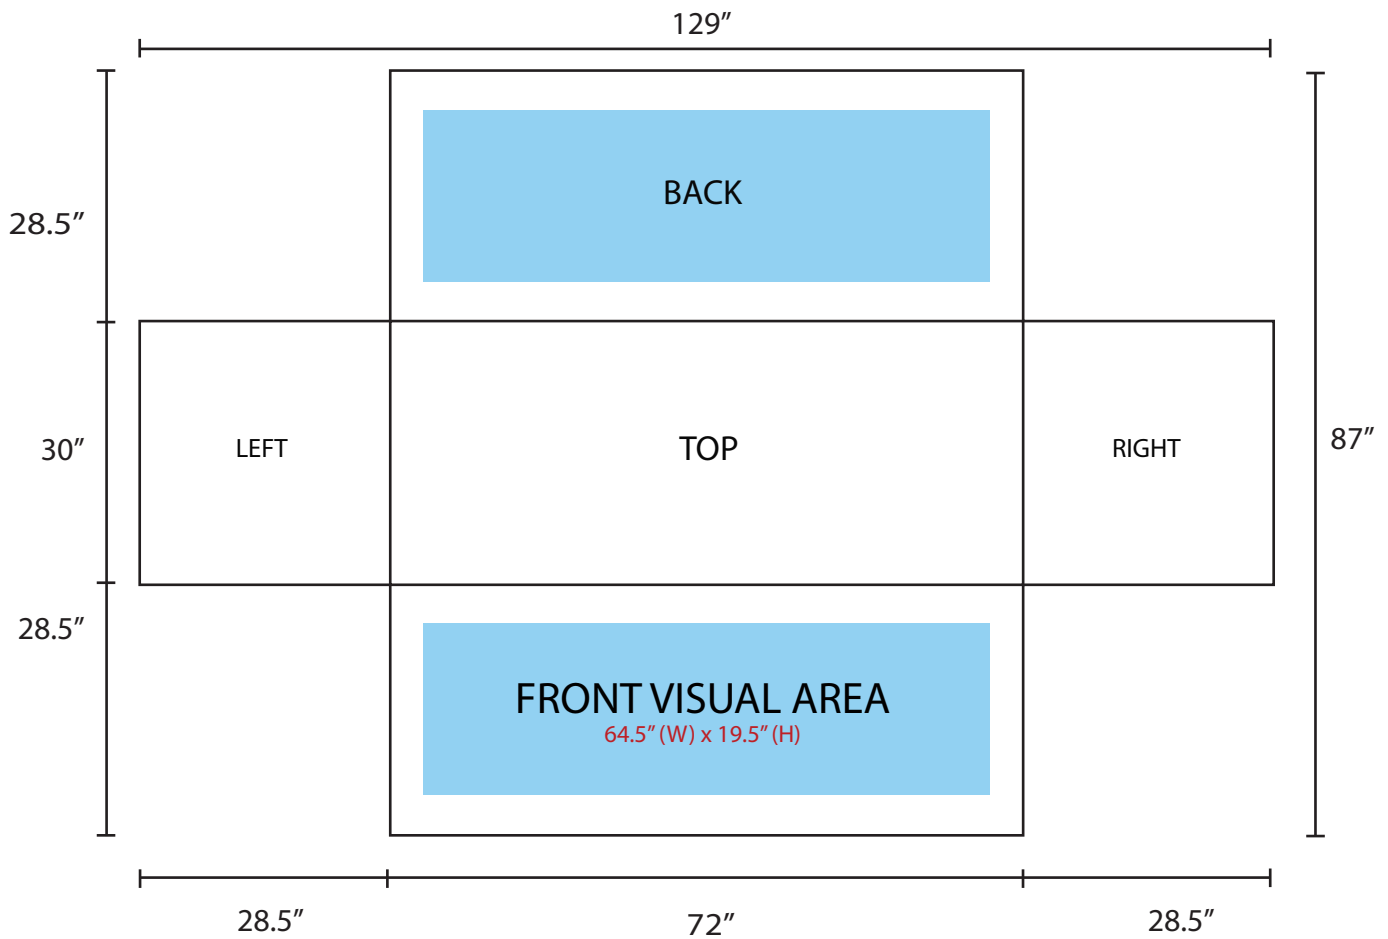 129”
BACK
28.5”
30”
LEFT
TOP
RIGHT
87”
28.5”
FRONT VISUAL AREA
64.5” (W) x 19.5” (H)
28.5”
72”
28.5”